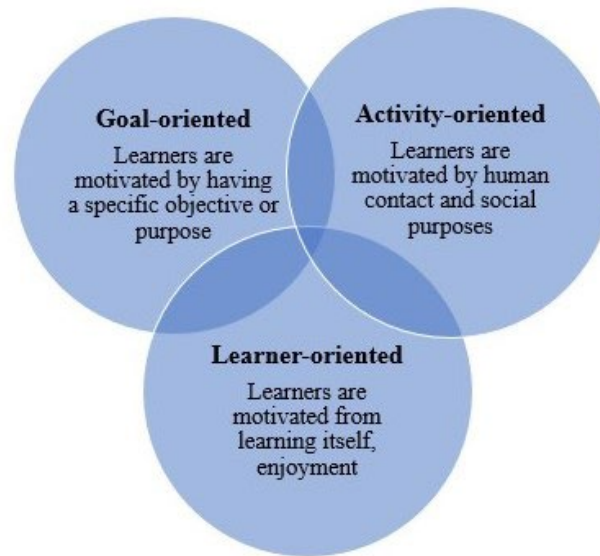 Goal-oriented
Learners are
motivated by having
a specific objective or
purpose
Activity-oriented
Learners are
motivated by human
contact and social
purposes
Learner-oriented
Learners are
motivated from
learning itself,
enjoyment